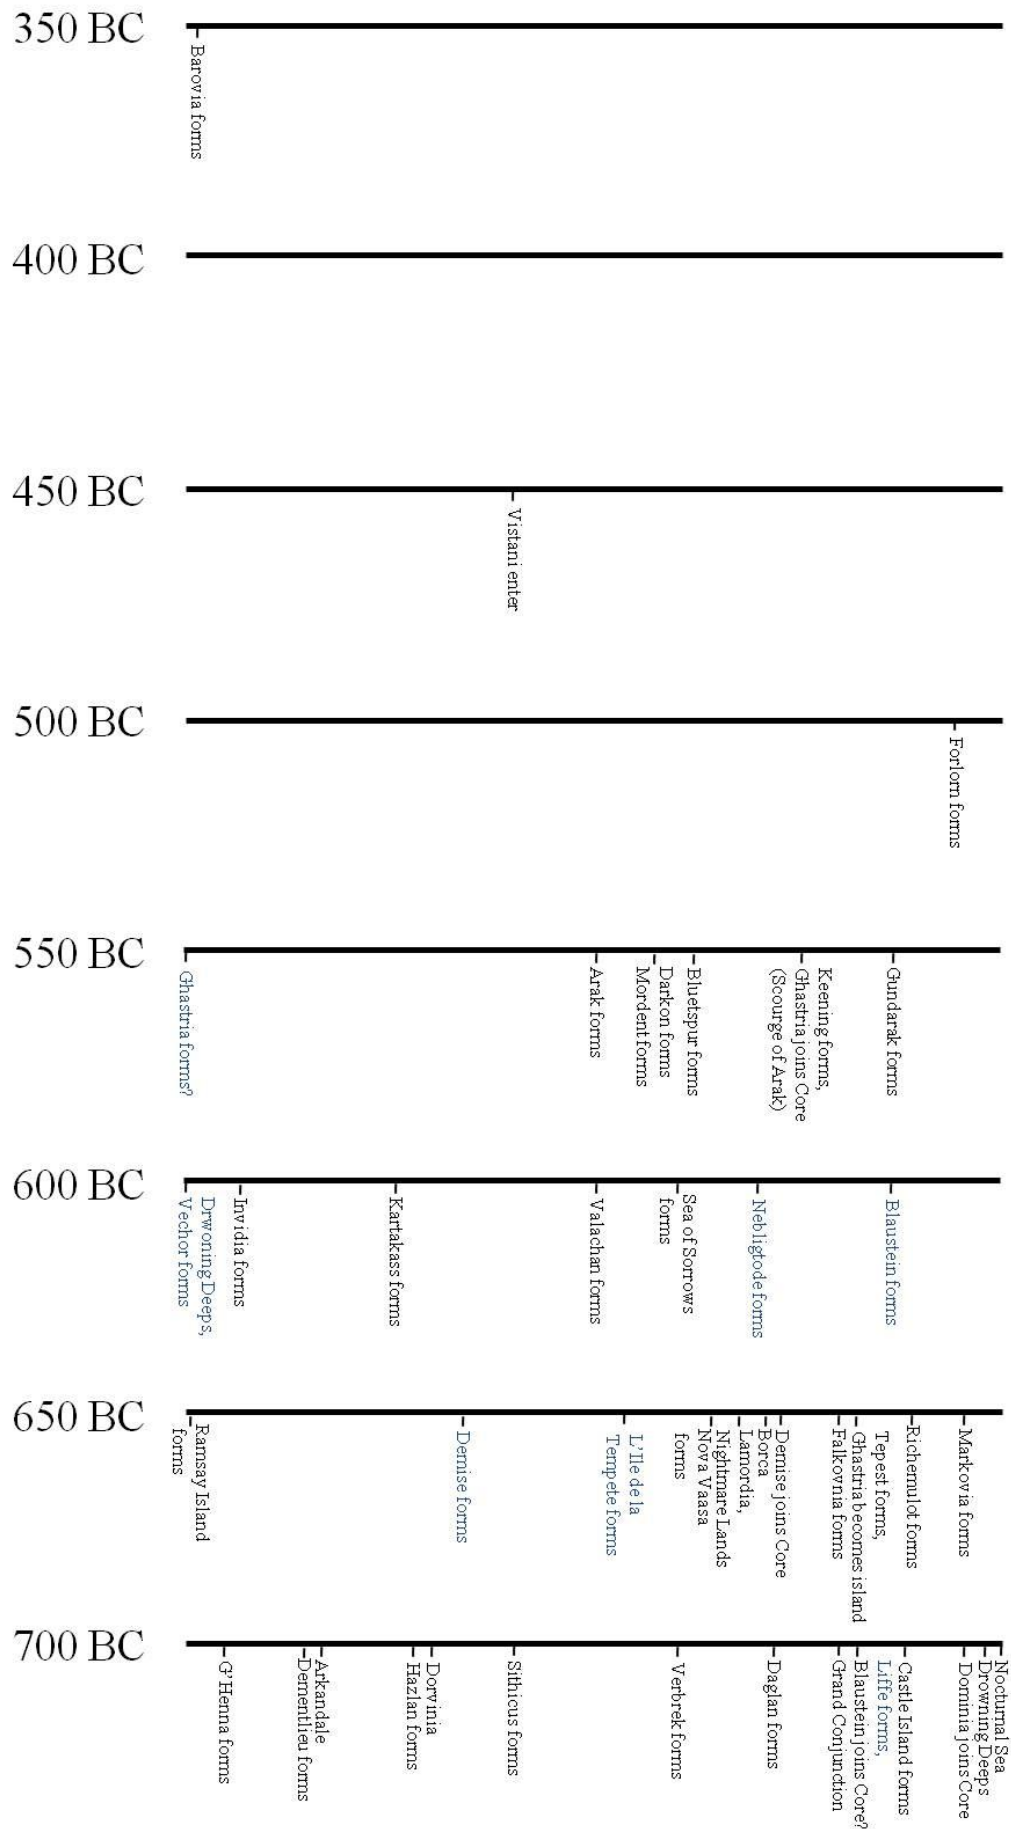 350 BC
Barovia forms
400 BC
450 BC
Vistani enter
500 BC
Forlorn forms
550 BC
Ghastria forms?
Arak forms
Mordent forms
Darkon forms
Bluetspur forms
Keening forms,
Ghastria joins Core
(Scourge of Arak)
Gundarak forms
600 BC
Drwoning Deeps,
Vechor forms
Invidia forms
Kartakass forms
Valachan forms
Sea of Sorrows
forms
Nebligtode forms
Blaustein forms
650 BC
Ramsay Island
forms
Demise forms
L'Ile de la
Tempete forms
Nightmare Lands
Nova Vaasa
forms
Lamordia,
Borca
Demise joins Core
Falkovnia forms
Tepest forms,
Ghastria becomes island
Richemulot forms
Markovia forms
700 BC
G'Henna forms
Arkandale
Dementlieu forms
Dorvinia
Hazlan forms
Sithicus forms
Verbrek forms
Daglan forms
Grand Conjunction
Liffe forms,
Blaustein joins Core?
Castle Island forms
Nocturnal Sea
Drowning Deeps
Dominia joins Core